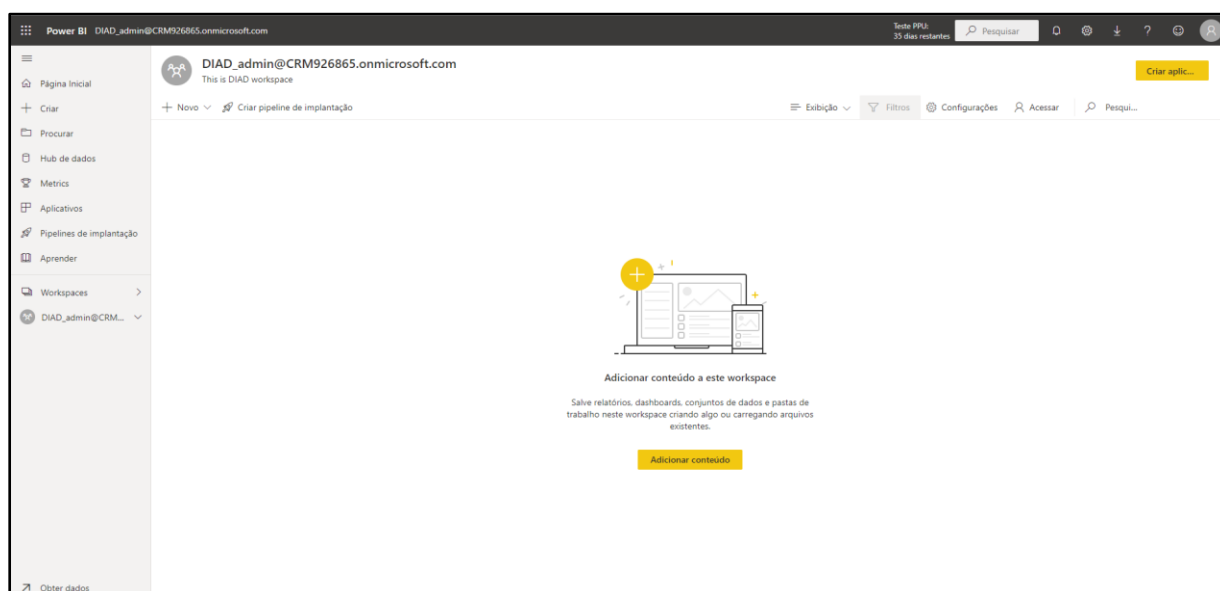 Power BI DIAD_admin@CRM926865.onmicrosoft.com
Teste PPU:
35 dias restantes
Pesquisar
DIAD_admin@CRM926865.onmicrosoft.com
This is DIAD workspace
Criar aplic...
Novo
Criar pipeline de implantação
Exibição
Filtros
Configurações
Acessar
Pesqui...
Página Inicial
Criar
Procurar
Hub de dados
Metrics
Aplicativos
Pipelines de implantação
Aprender
Workspaces
DIAD_admin@CRM...
Obter dados
Adicionar conteúdo a este workspace
Salve relatórios, dashboards, conjuntos de dados e pastas de
trabalho neste workspace criando algo ou carregando arquivos
existentes.
Adicionar conteúdo